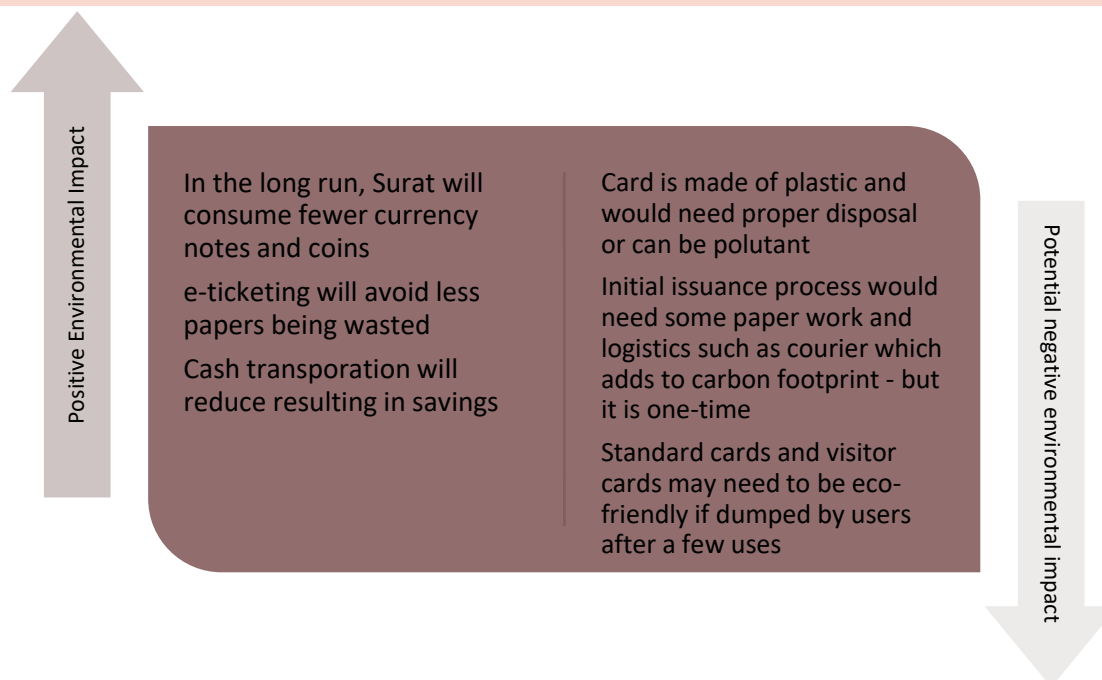 Positive Environmental Impact
In the long run, Surat will
consume fewer currency
notes and coins
e-ticketing will avoid less
papers being wasted
Cash transporation will
reduce resulting in savings
Card is made of plastic and
would need proper disposal
or can be polutant
Initial issuance process would
need some paper work and
logistics such as courier which
adds to carbon footprint - but
it is one-time
Standard cards and visitor
cards may need to be eco-
friendly if dumped by users
after a few uses
Potential negative environmental impact